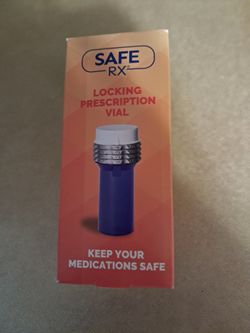 SAFE
RX
LOCKING
PRESCRIPTION
VIAL
KEEP YOUR
MEDICATIONS SAFE